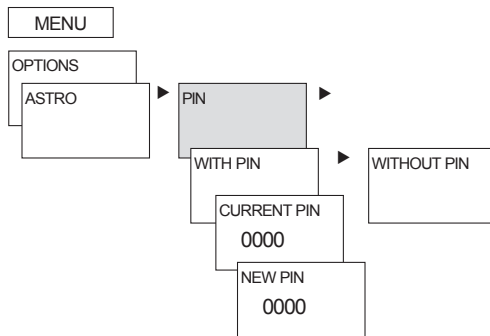 MENU
OPTIONS
ASTRO
PIN
WITH PIN
WITHOUT PIN
CURRENT PIN
0000
NEW PIN
0000